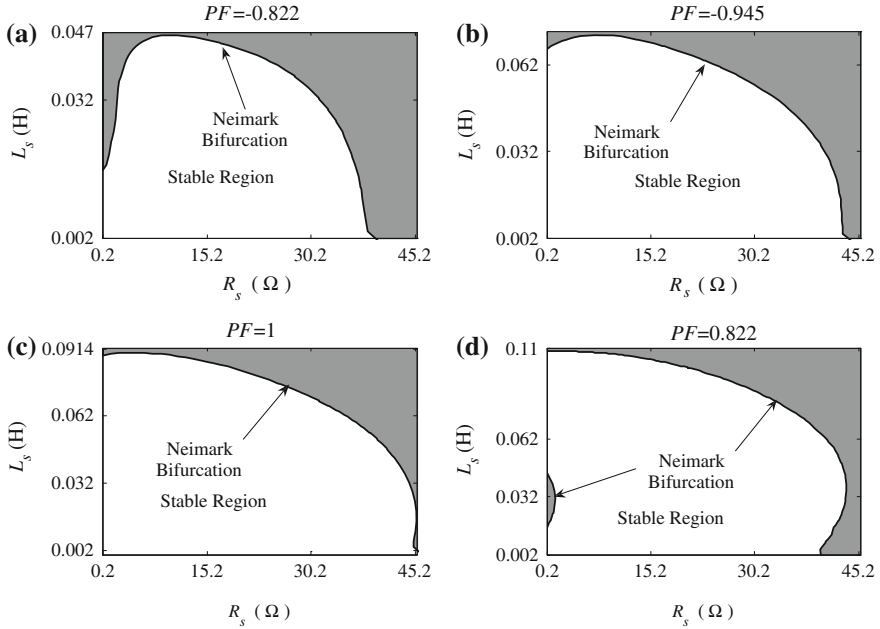 PF=-0.822
(a)
0.047
0.032
0.002
L_s (H)
Neimark
Bifurcation
Stable Region
0.2 15.2 30.2 45.2
R_s (Ω)
PF=-0.945
(b)
0.062
0.032
0.002
L_s (H)
Neimark
Bifurcation
Stable Region
0.2 15.2 30.2 45.2
R_s (Ω)
PF=1
(c)
0.0914
0.062
0.032
0.002
L_s (H)
Neimark
Bifurcation
Stable Region
0.2 15.2 30.2 45.2
R_s (Ω)
PF=0.822
(d)
0.11
0.062
0.032
0.002
L_s (H)
Neimark
Bifurcation
Stable Region
0.2 15.2 30.2 45.2
R_s (Ω)